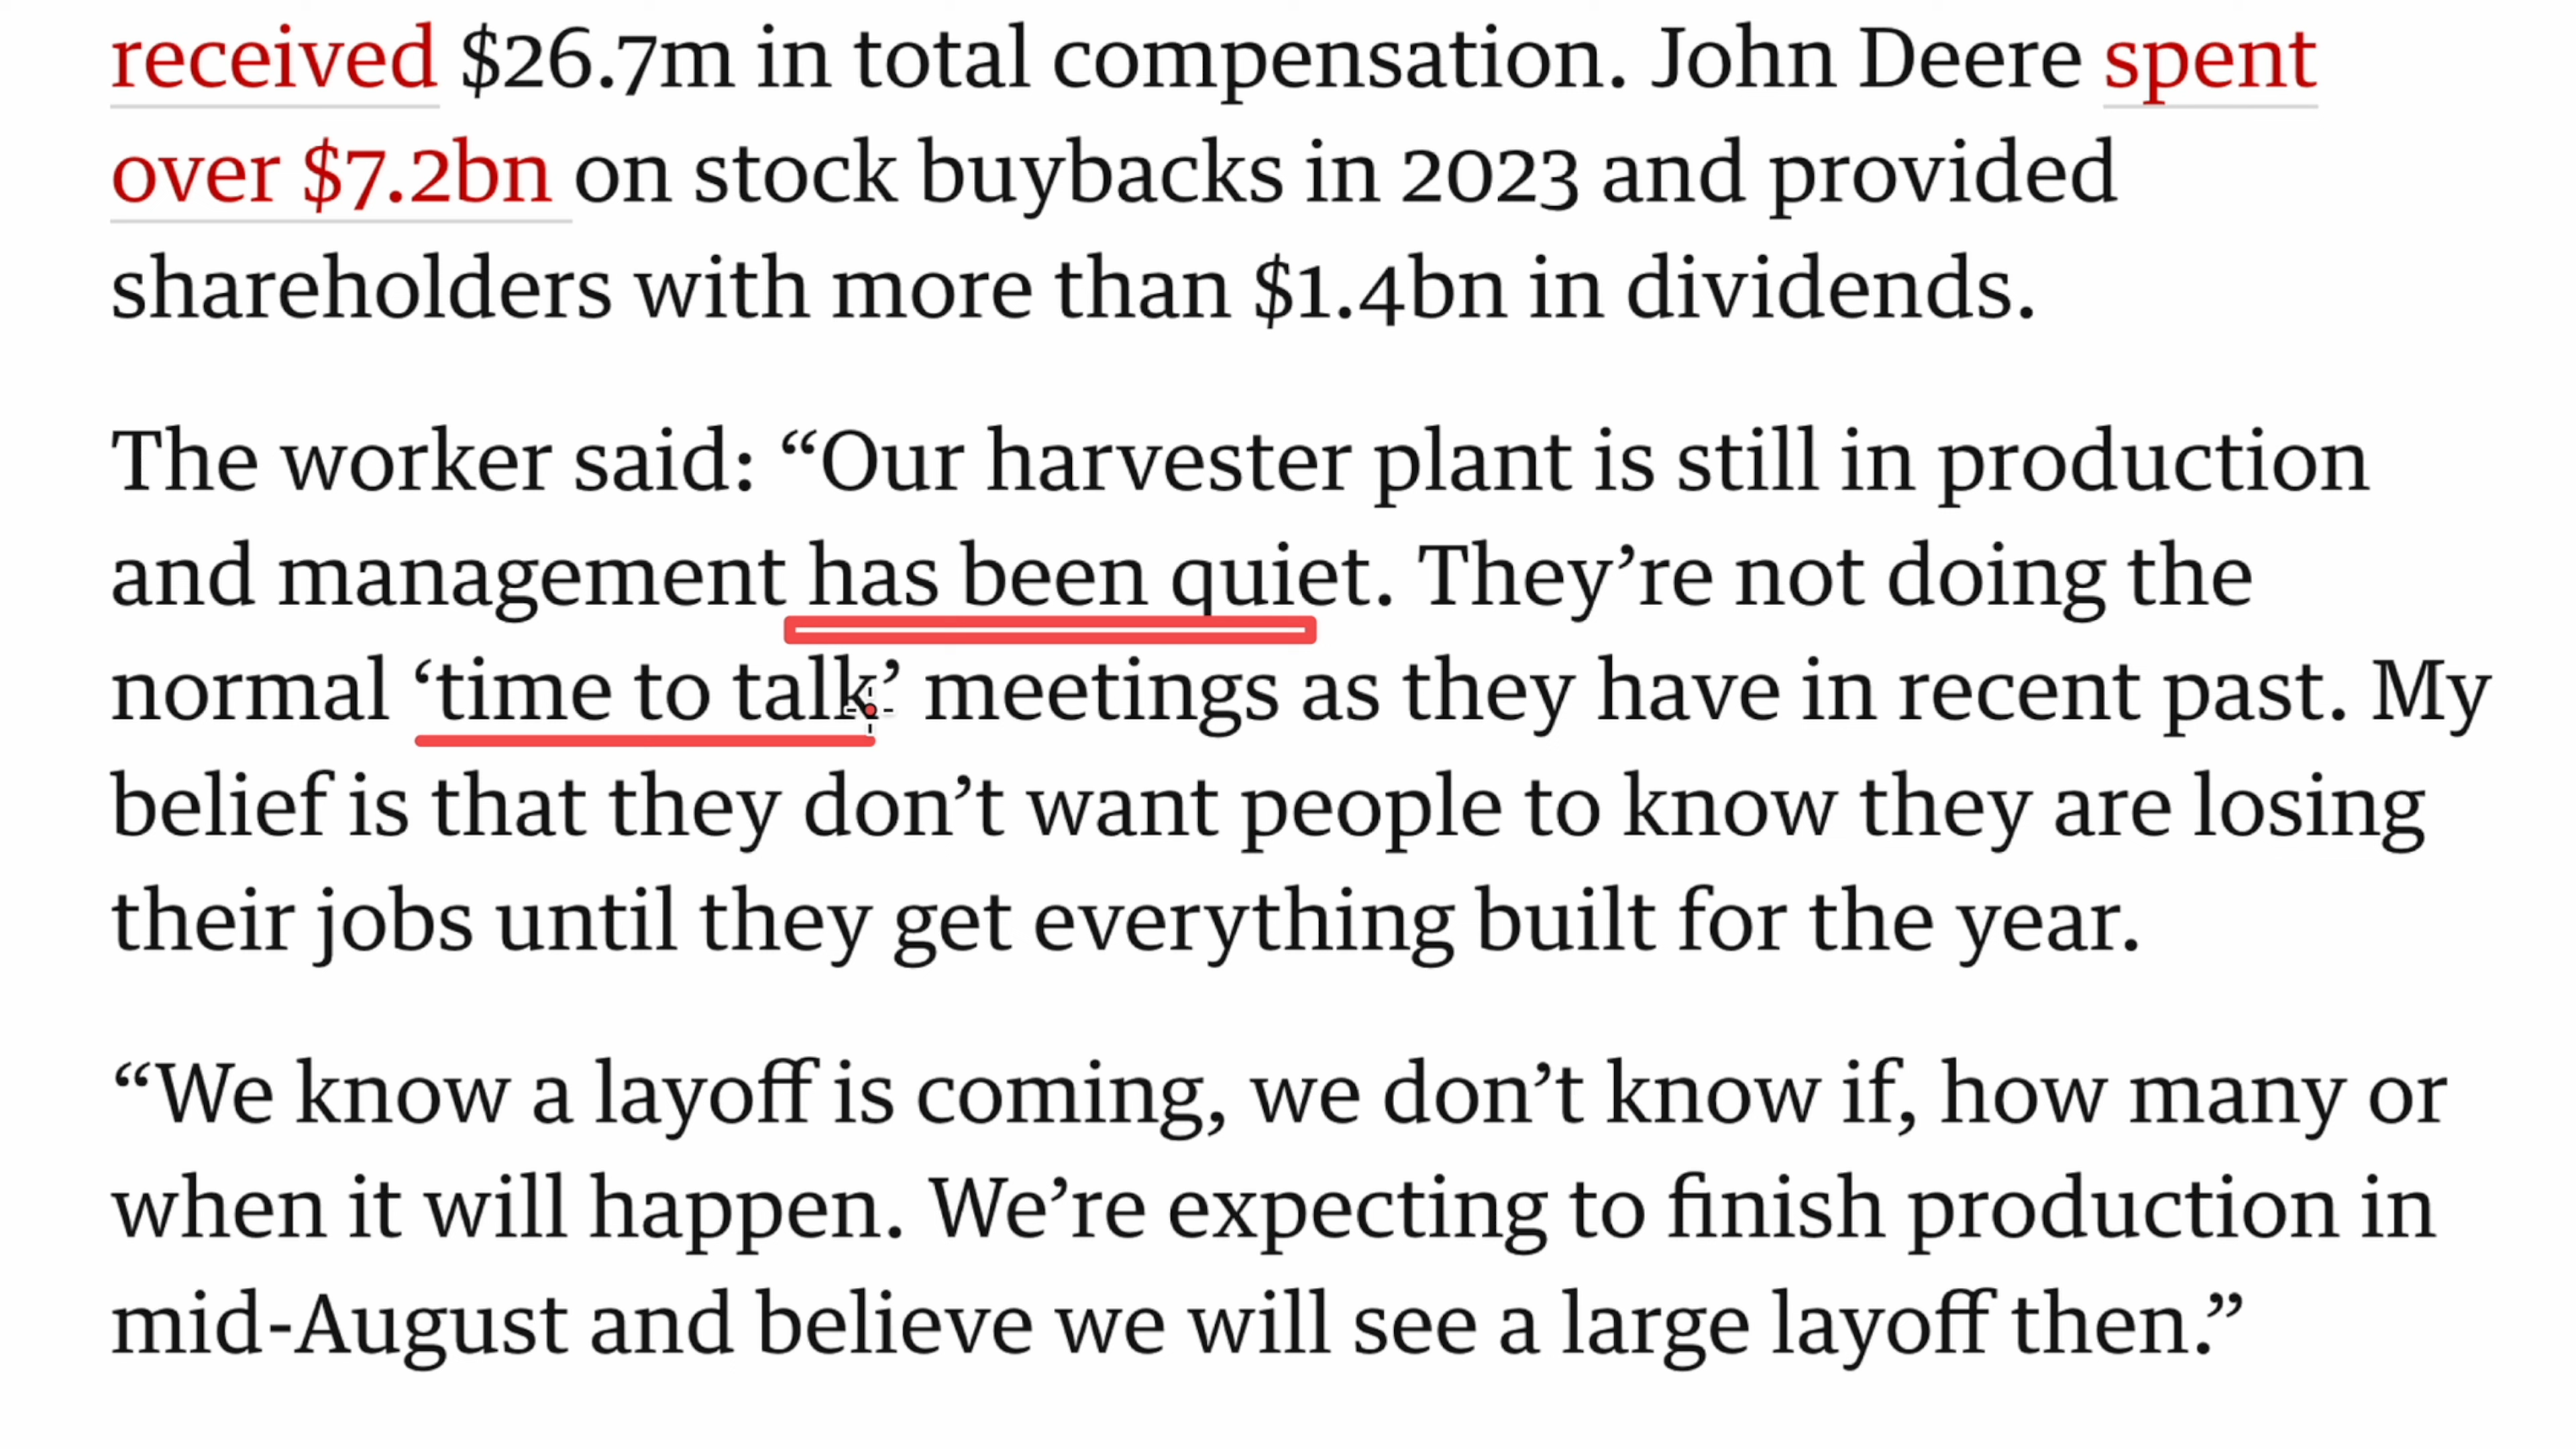 received $26.7m in total compensation. John Deere spent
over $7.2bn on stock buybacks in 2023 and provided
shareholders with more than $1.4bn in dividends.
The worker said: “Our harvester plant is still in production
and management has been quiet. They’re not doing the
normal ‘time to talk’ meetings as they have in recent past. My
belief is that they don’t want people to know they are losing
their jobs until they get everything built for the year.
“We know a layoff is coming, we don’t know if, how many or
when it will happen. We’re expecting to finish production in
mid-August and believe we will see a large layoff then.”